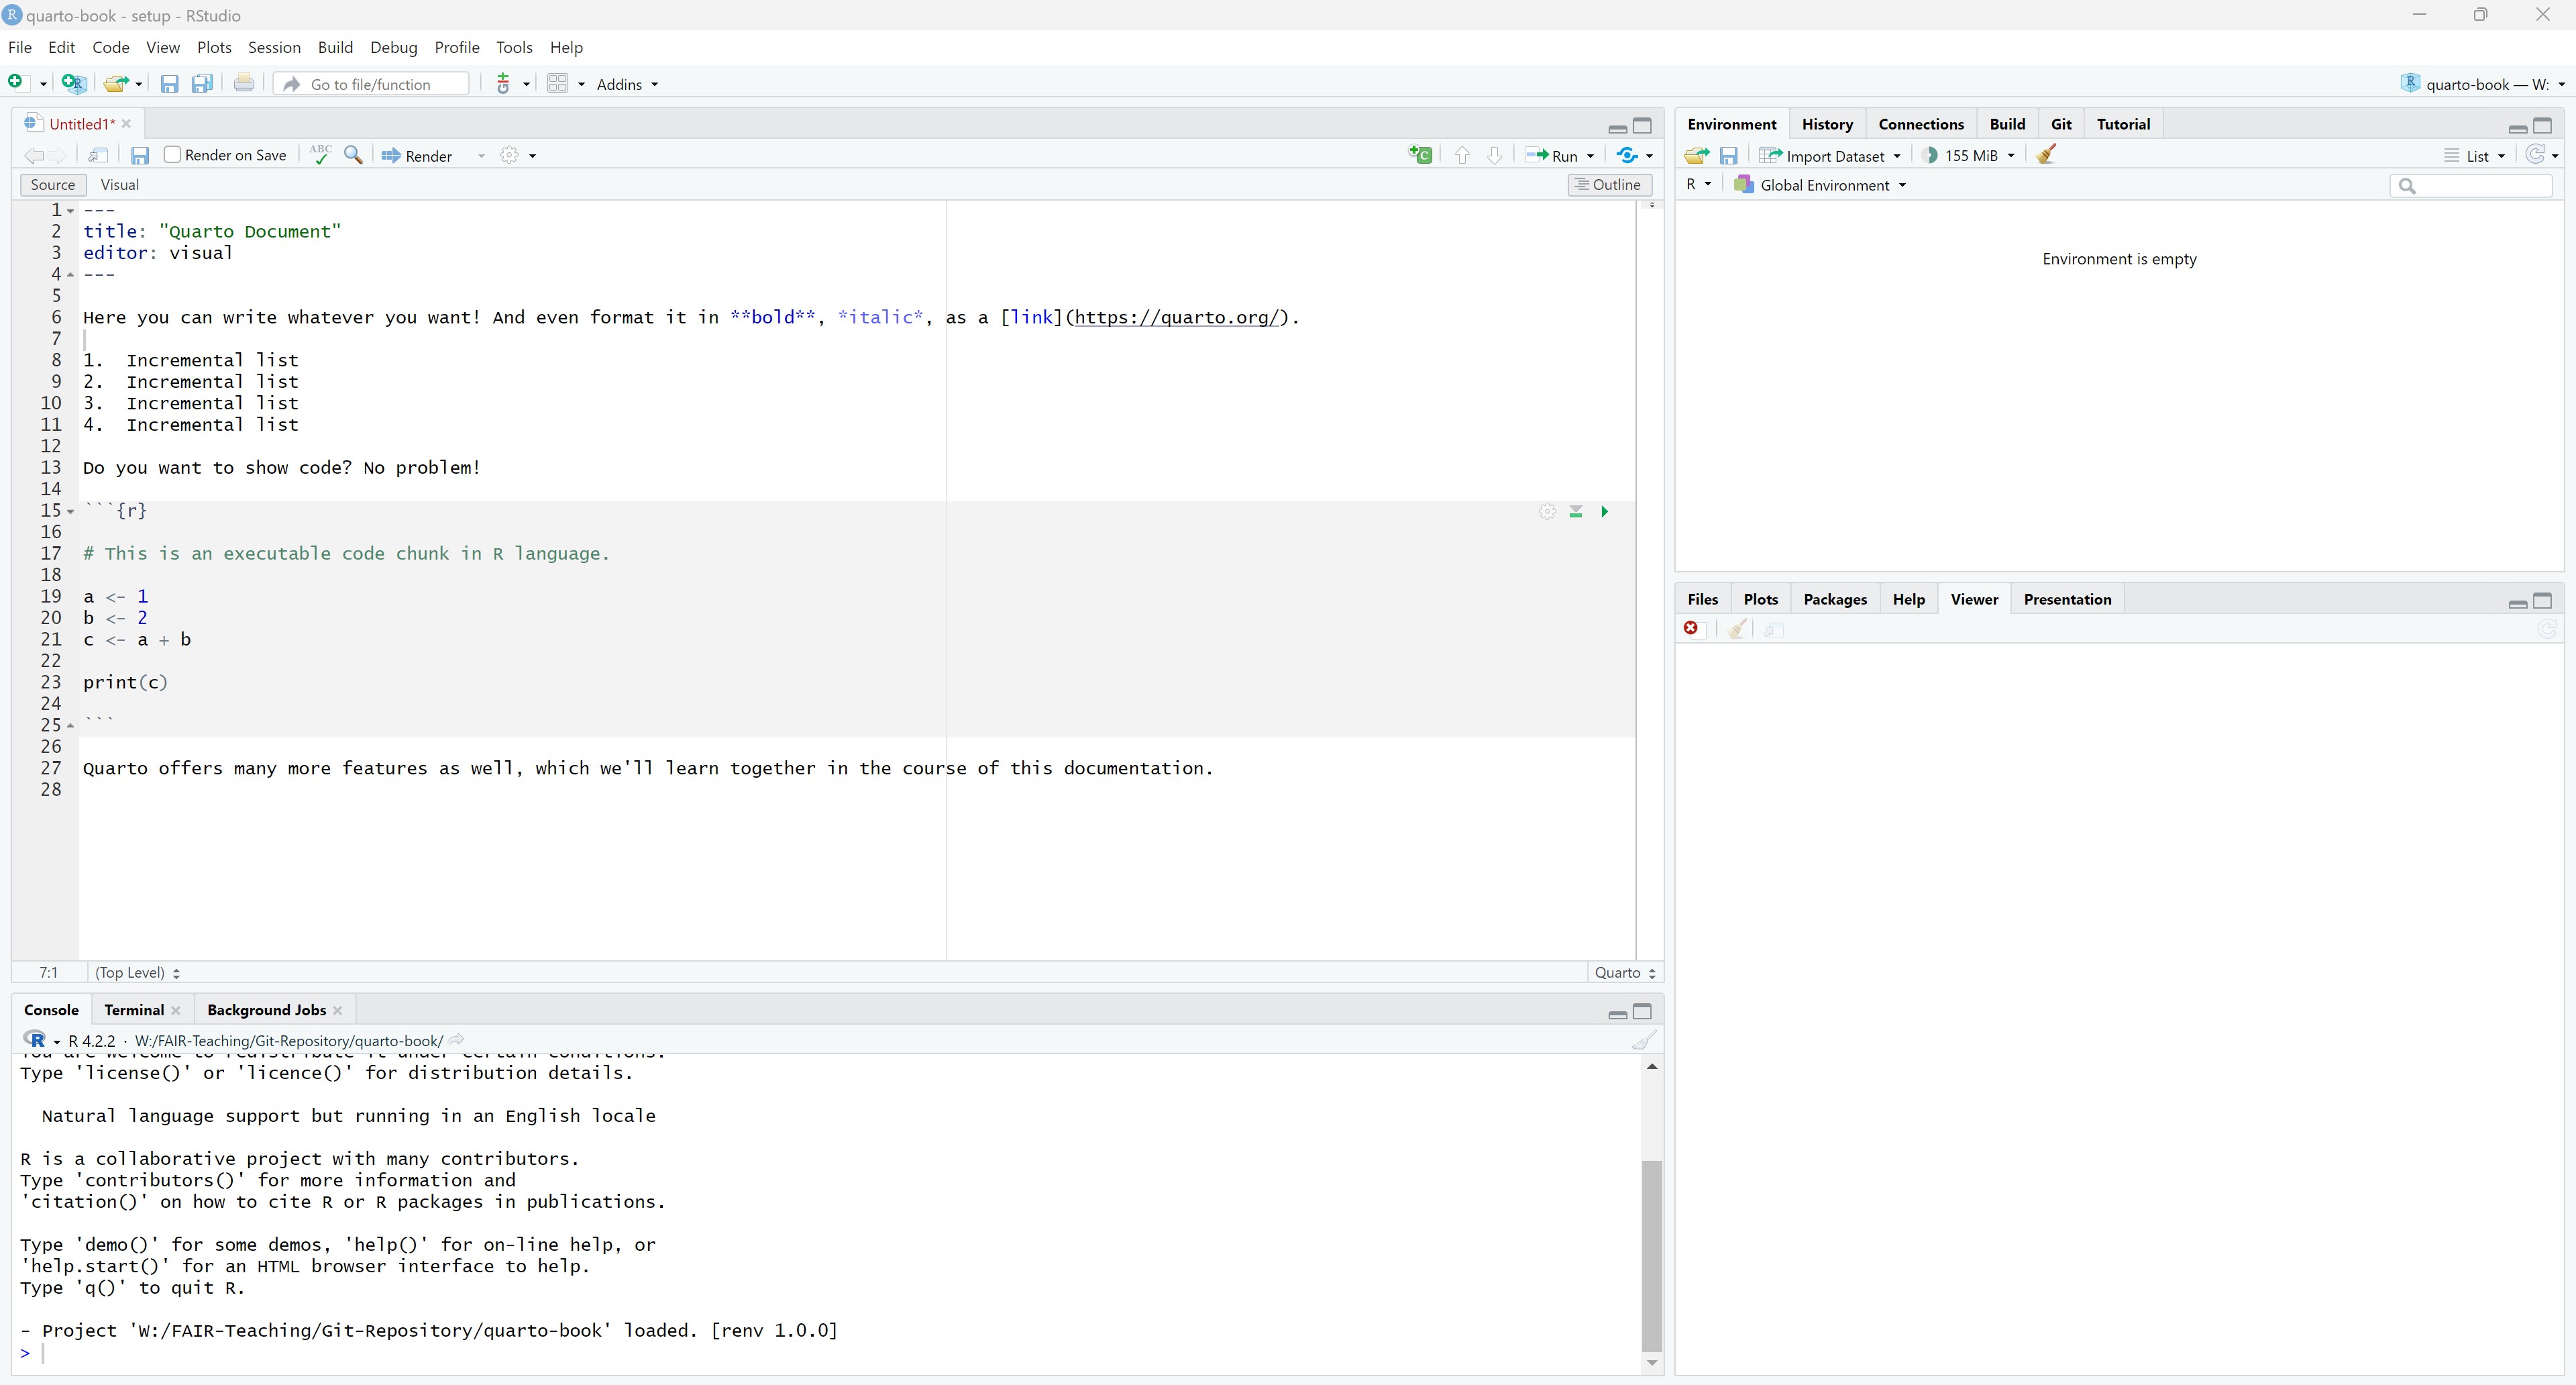 quarto-book - setup - RStudio
File Edit Code View Plots Session Build Debug Profile Tools Help
Go to file/function Addins quarto-book — W:
Untitled1*
Render on Save ABC Render Run
Source Visual Outline
1 ---
2 title: "Quarto Document"
3 editor: visual
4 ---
5
6 Here you can write whatever you want! And even format it in **bold**, *italic*, as a [link](https://quarto.org/).
7
8 1. Incremental list
9 2. Incremental list
10 3. Incremental list
11 4. Incremental list
12
13 Do you want to show code? No problem!
14
15 ```{r}
16
17 # This is an executable code chunk in R language.
18
19 a <- 1
20 b <- 2
21 c <- a + b
22
23 print(c)
24
25 ```
26
27 Quarto offers many more features as well, which we'll learn together in the course of this documentation.
28
7:1 (Top Level) Quarto
Console Terminal Background Jobs
R 4.2.2 · W:/FAIR-Teaching/Git-Repository/quarto-book/
You are welcome to redistribute it under certain conditions.
Type 'license()' or 'licence()' for distribution details.
Natural language support but running in an English locale
R is a collaborative project with many contributors.
Type 'contributors()' for more information and
'citation()' on how to cite R or R packages in publications.
Type 'demo()' for some demos, 'help()' for on-line help, or
'help.start()' for an HTML browser interface to help.
Type 'q()' to quit R.
- Project 'W:/FAIR-Teaching/Git-Repository/quarto-book' loaded. [renv 1.0.0]
>
Environment History Connections Build Git Tutorial
Import Dataset 155 MiB List
R Global Environment
Environment is empty
Files Plots Packages Help Viewer Presentation